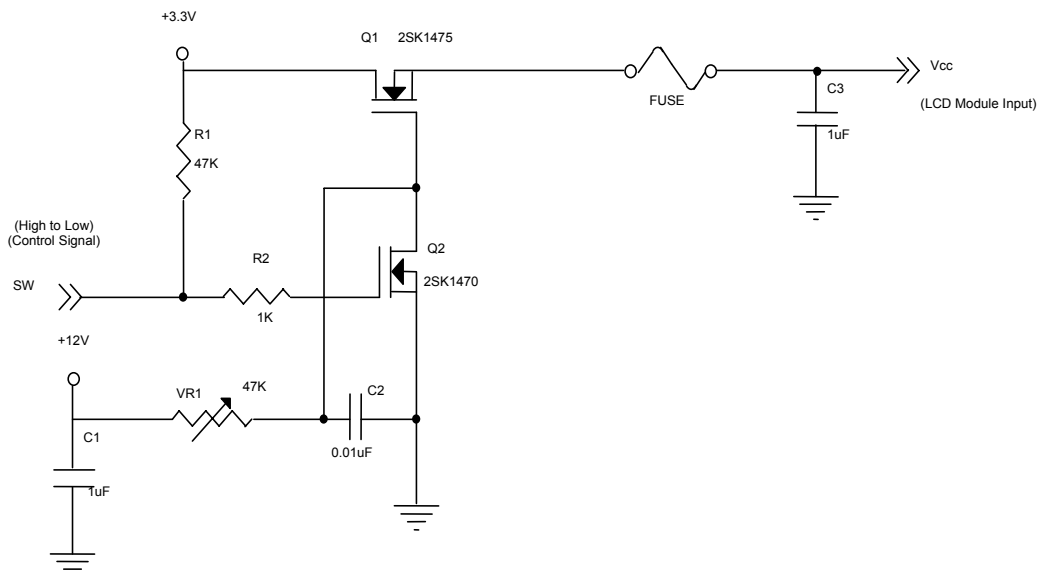 +3.3V
Q1 2SK1475
Vcc
(LCD Module Input)
FUSE
C3
1uF
R1
47K
(High to Low)
(Control Signal)
SW
R2
1K
Q2
2SK1470
+12V
VR1
47K
C2
0.01uF
C1
1uF